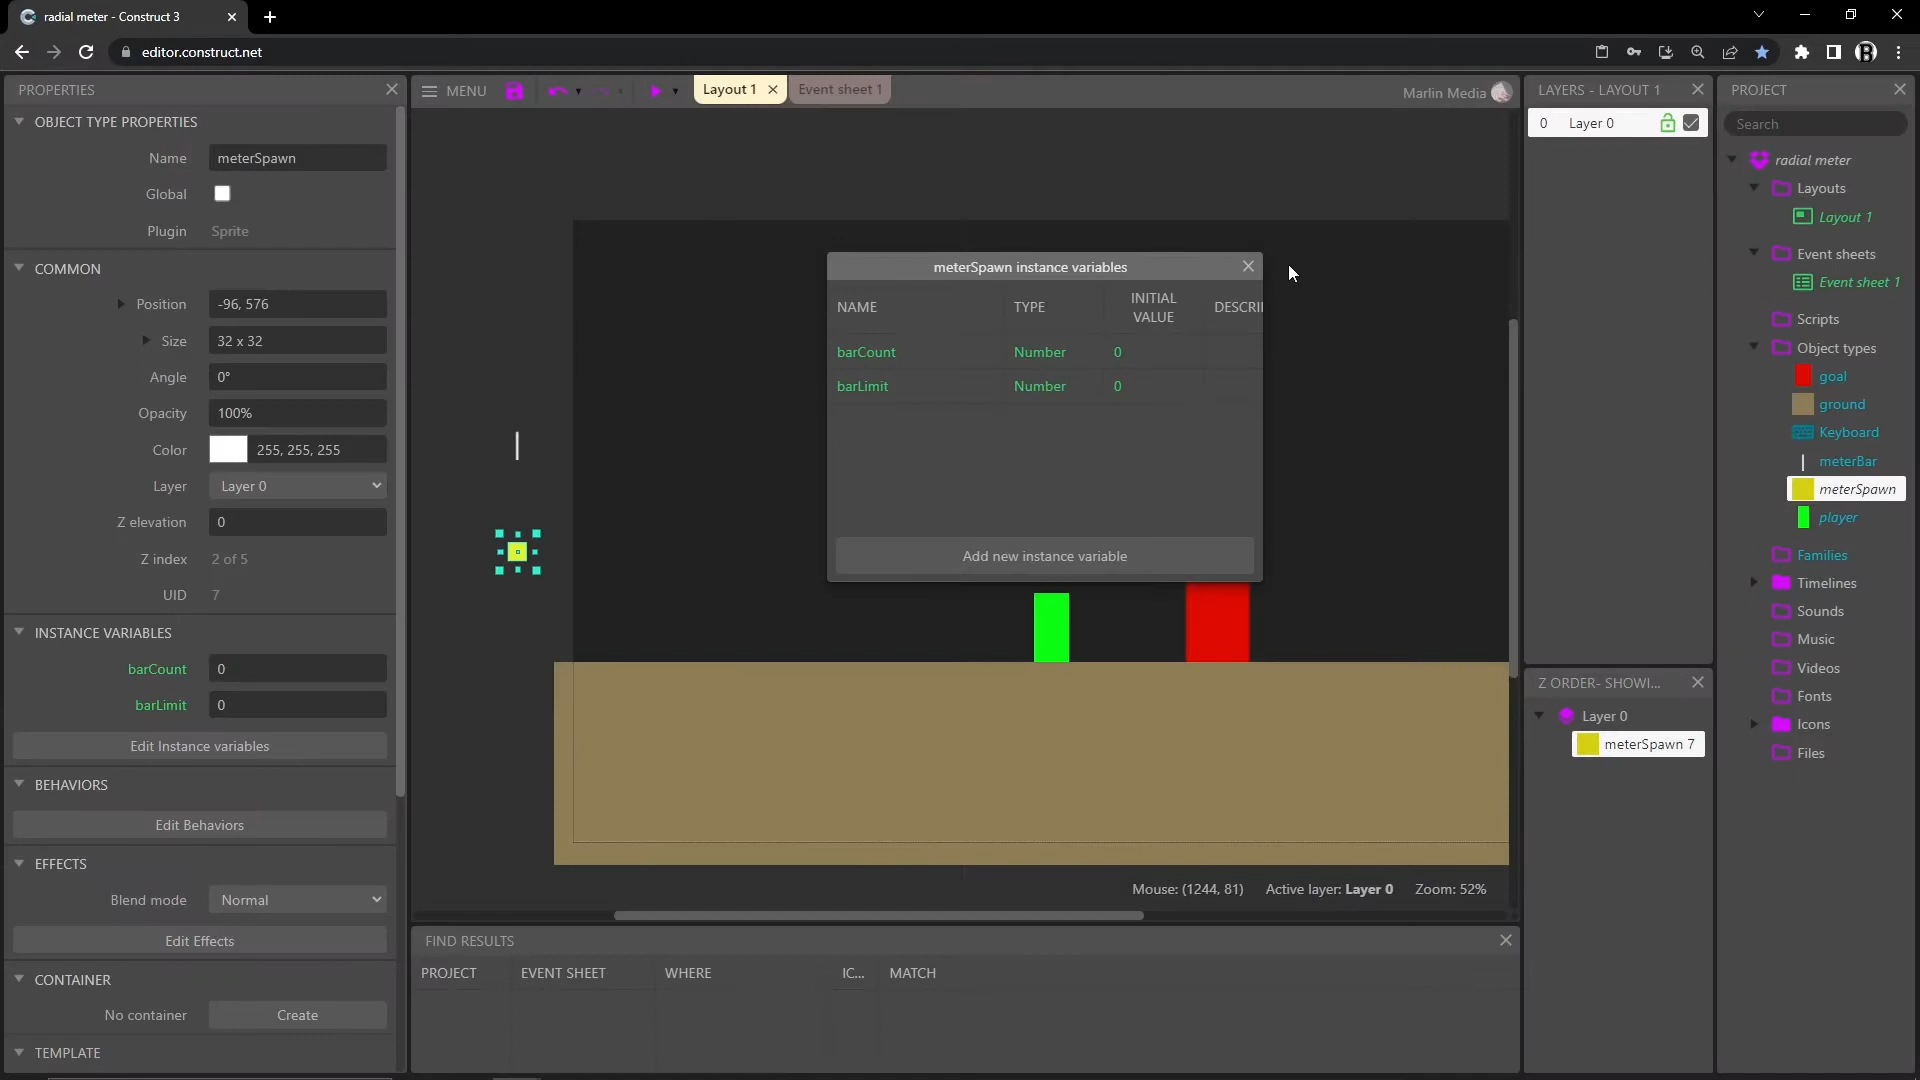 radial meter - Construct 3
editor.construct.net
PROPERTIES
OBJECT TYPE PROPERTIES
Name meterSpawn
Global
Plugin Sprite
COMMON
Position -96, 576
Size 32 x 32
Angle 0°
Opacity 100%
Color 255, 255, 255
Layer Layer 0
Z elevation 0
Z index 2 of 5
UID 7
INSTANCE VARIABLES
barCount 0
barLimit 0
Edit Instance variables
BEHAVIORS
Edit Behaviors
EFFECTS
Blend mode Normal
Edit Effects
CONTAINER
No container Create
TEMPLATE
MENU
Layout 1
Event sheet 1
Marlin Media
meterSpawn instance variables
NAME TYPE INITIAL VALUE DESCRI
barCount Number 0
barLimit Number 0
Add new instance variable
Mouse: (1244, 81) Active layer: Layer 0 Zoom: 52%
FIND RESULTS
PROJECT EVENT SHEET WHERE IC... MATCH
LAYERS - LAYOUT 1
0 Layer 0
Z ORDER- SHOWI...
Layer 0
meterSpawn 7
PROJECT
Search
radial meter
Layouts
Layout 1
Event sheets
Event sheet 1
Scripts
Object types
goal
ground
Keyboard
meterBar
meterSpawn
player
Families
Timelines
Sounds
Music
Videos
Fonts
Icons
Files